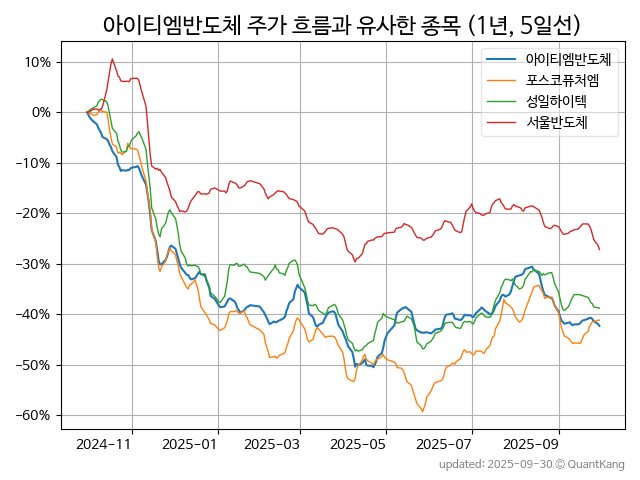 아이티엠반도체 주가 흐름과 유사한 종목 (1년, 5일선)
아이티엠반도체
포스코퓨처엠
성일하이텍
서울반도체
10%
0%
−10%
−20%
−30%
−40%
−50%
−60%
2024−11
2025−01
2025−03
2025−05
2025−07
2025−09
updated: 2025-09-30 © QuantKang